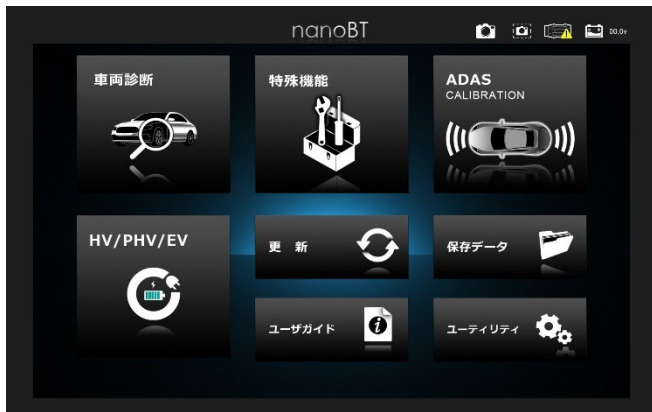 nanoBT
00.0v
車両診断
特殊機能
ADAS
CALIBRATION
HV/PHV/EV
更 新
保存データ
ユーザガイド
ユーティリティ